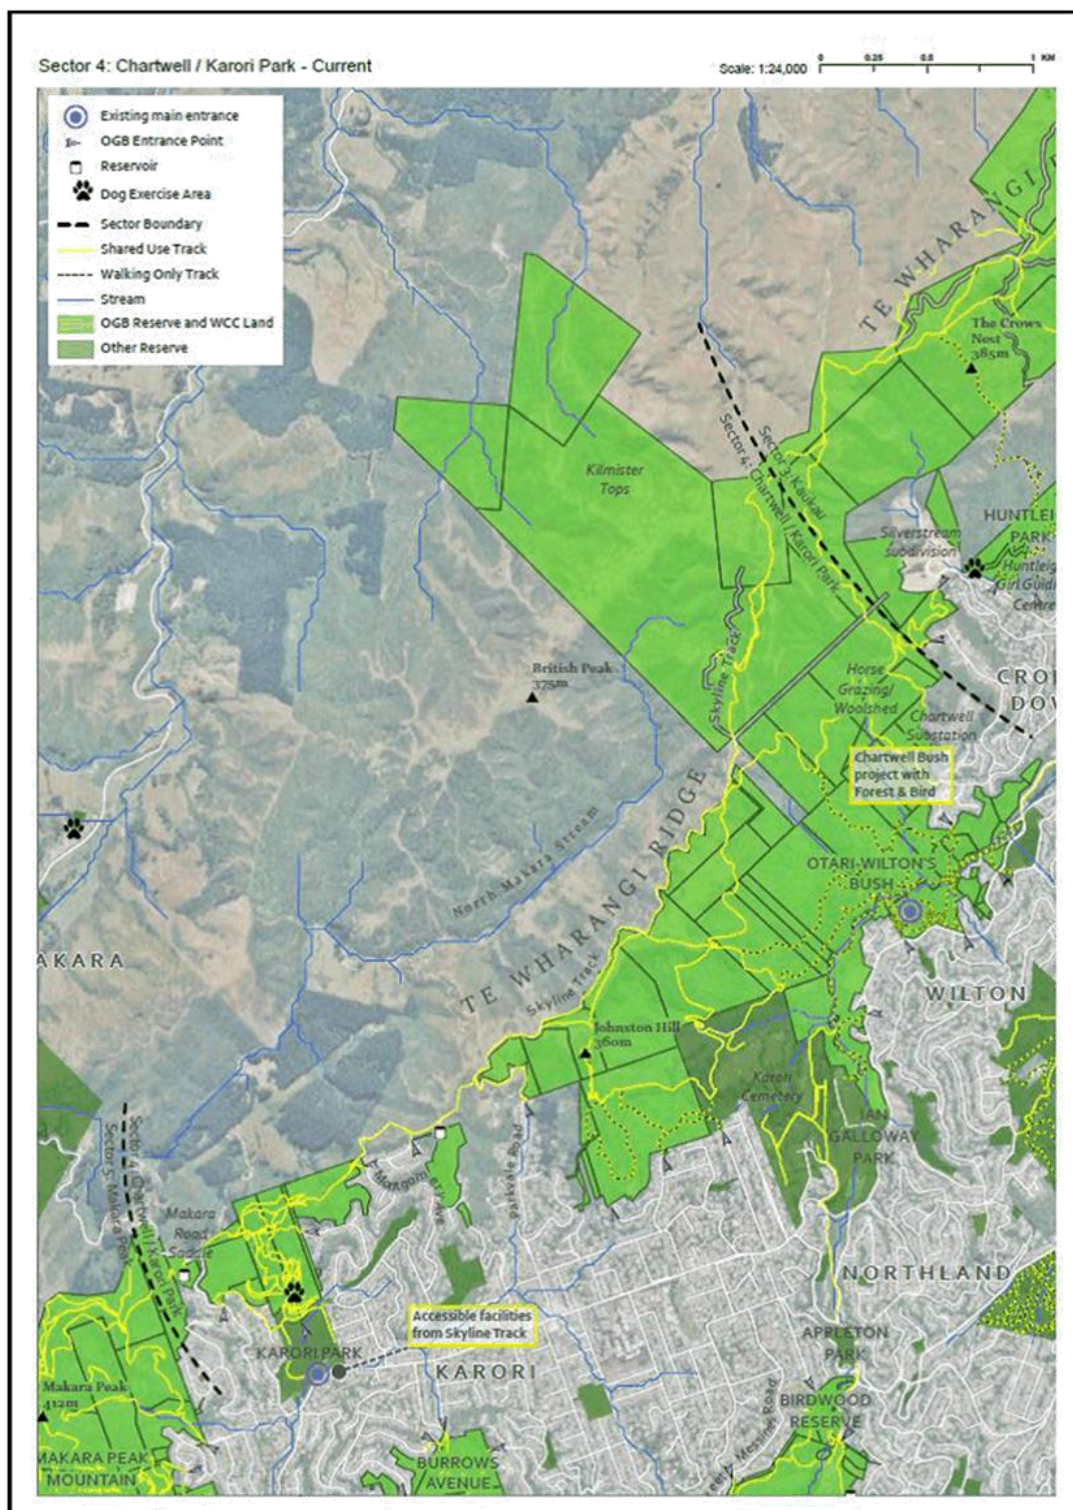 Sector 4: Chartwell / Karori Park - Current
Scale: 1:24,000
0 0.25 0.5 1 KM
Existing main entrance
OGB Entrance Point
Reservoir
Dog Exercise Area
Sector Boundary
Shared Use Track
Walking Only Track
Stream
OGB Reserve and WCC Land
Other Reserve
TE WHARANGI
The Crows
Nest
385m
Kilmister
Tops
Sector 3: Kaukau
Sector 4: Chartwell / Karori Park
Silverstream
subdivision
HUNTLEI
PARK
Huntleig
Girl Guidi
Centre
British Peak
375m
Skyline Track
Horse
Grazing/
Woolshed
CRO
DOW
Chartwell
Substation
Chartwell Bush
project with
Forest & Bird
North Makara Stream
TE WHARANGI RIDGE
OTARI-WILTON'S
BUSH
AKARA
Skyline Track
WILTON
Johnston Hill
360m
Karori
Cemetery
IAN
GALLOWAY
PARK
Parkvale Road
Montgomery Ave
Sector 4: Chartwell / Karori Park
Sector 5: Makara Peak
Makara
Road
Saddle
NORTHLAND
Accessible facilities
from Skyline Track
KARORI PARK
KARORI
APPLETON
PARK
Makara Peak
412m
BIRDWOOD
RESERVE
Messines Road
MAKARA PEAK
MOUNTAIN
BURROWS
AVENUE